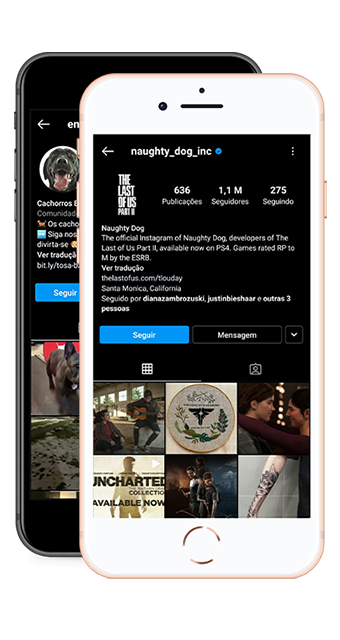 en
Cachorros E
Comunidad
Os cacho
Siga nos
divirta-se
Ver traduç
bit.ly/tosa-ba
Seguir
naughty_dog_inc
THE
LAST
OF US
PART II
636
1,1 M
275
Publicações
Seguidores
Seguindo
Naughty Dog
The official Instagram of Naughty Dog, developers of The
Last of Us Part II, available now on PS4. Games rated RP to
M by the ESRB.
Ver tradução
thelastofus.com/tlouday
Santa Monica, California
Seguido por dianazambrozuski, justinbieshaar e outras 3
pessoas
Seguir
Mensagem
UNCHARTED
COLLECTION
AVAILABLE NOW